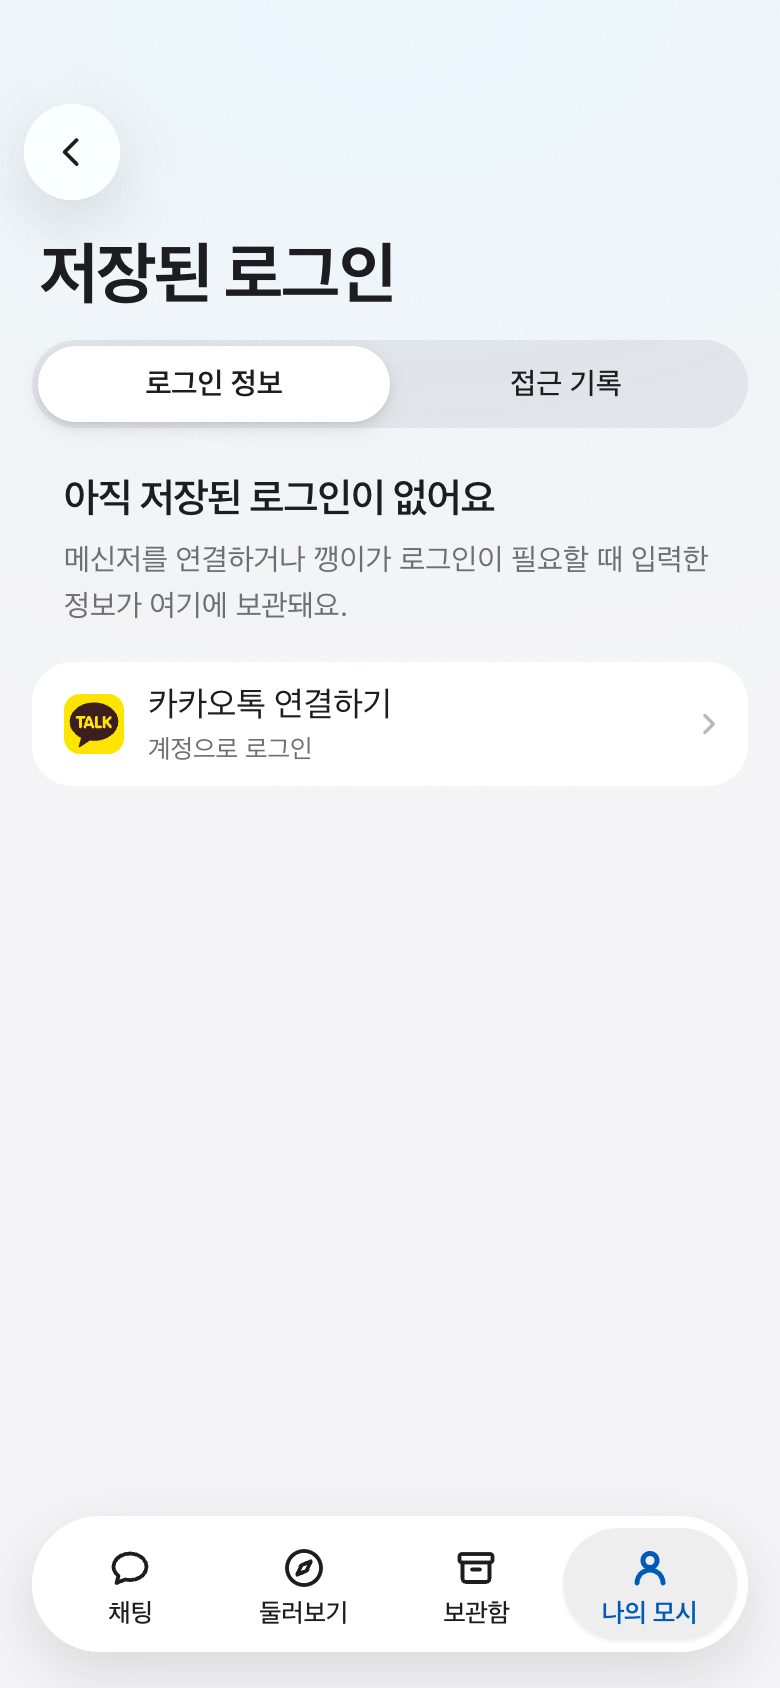 저장된 로그인
로그인 정보
접근 기록
아직 저장된 로그인이 없어요
메신저를 연결하거나 깽이가 로그인이 필요할 때 입력한
정보가 여기에 보관돼요.
TALK
카카오톡 연결하기
계정으로 로그인
채팅
둘러보기
보관함
나의 모시